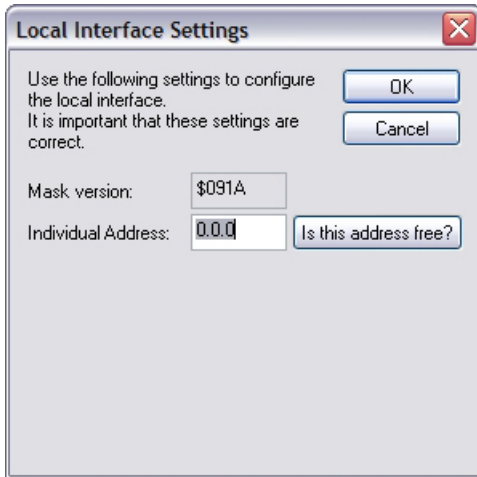 Local Interface Settings
Use the following settings to configure
the local interface.
It is important that these settings are
correct.
OK
Cancel
Mask version: $091A
Individual Address: 0.0.0 Is this address free?